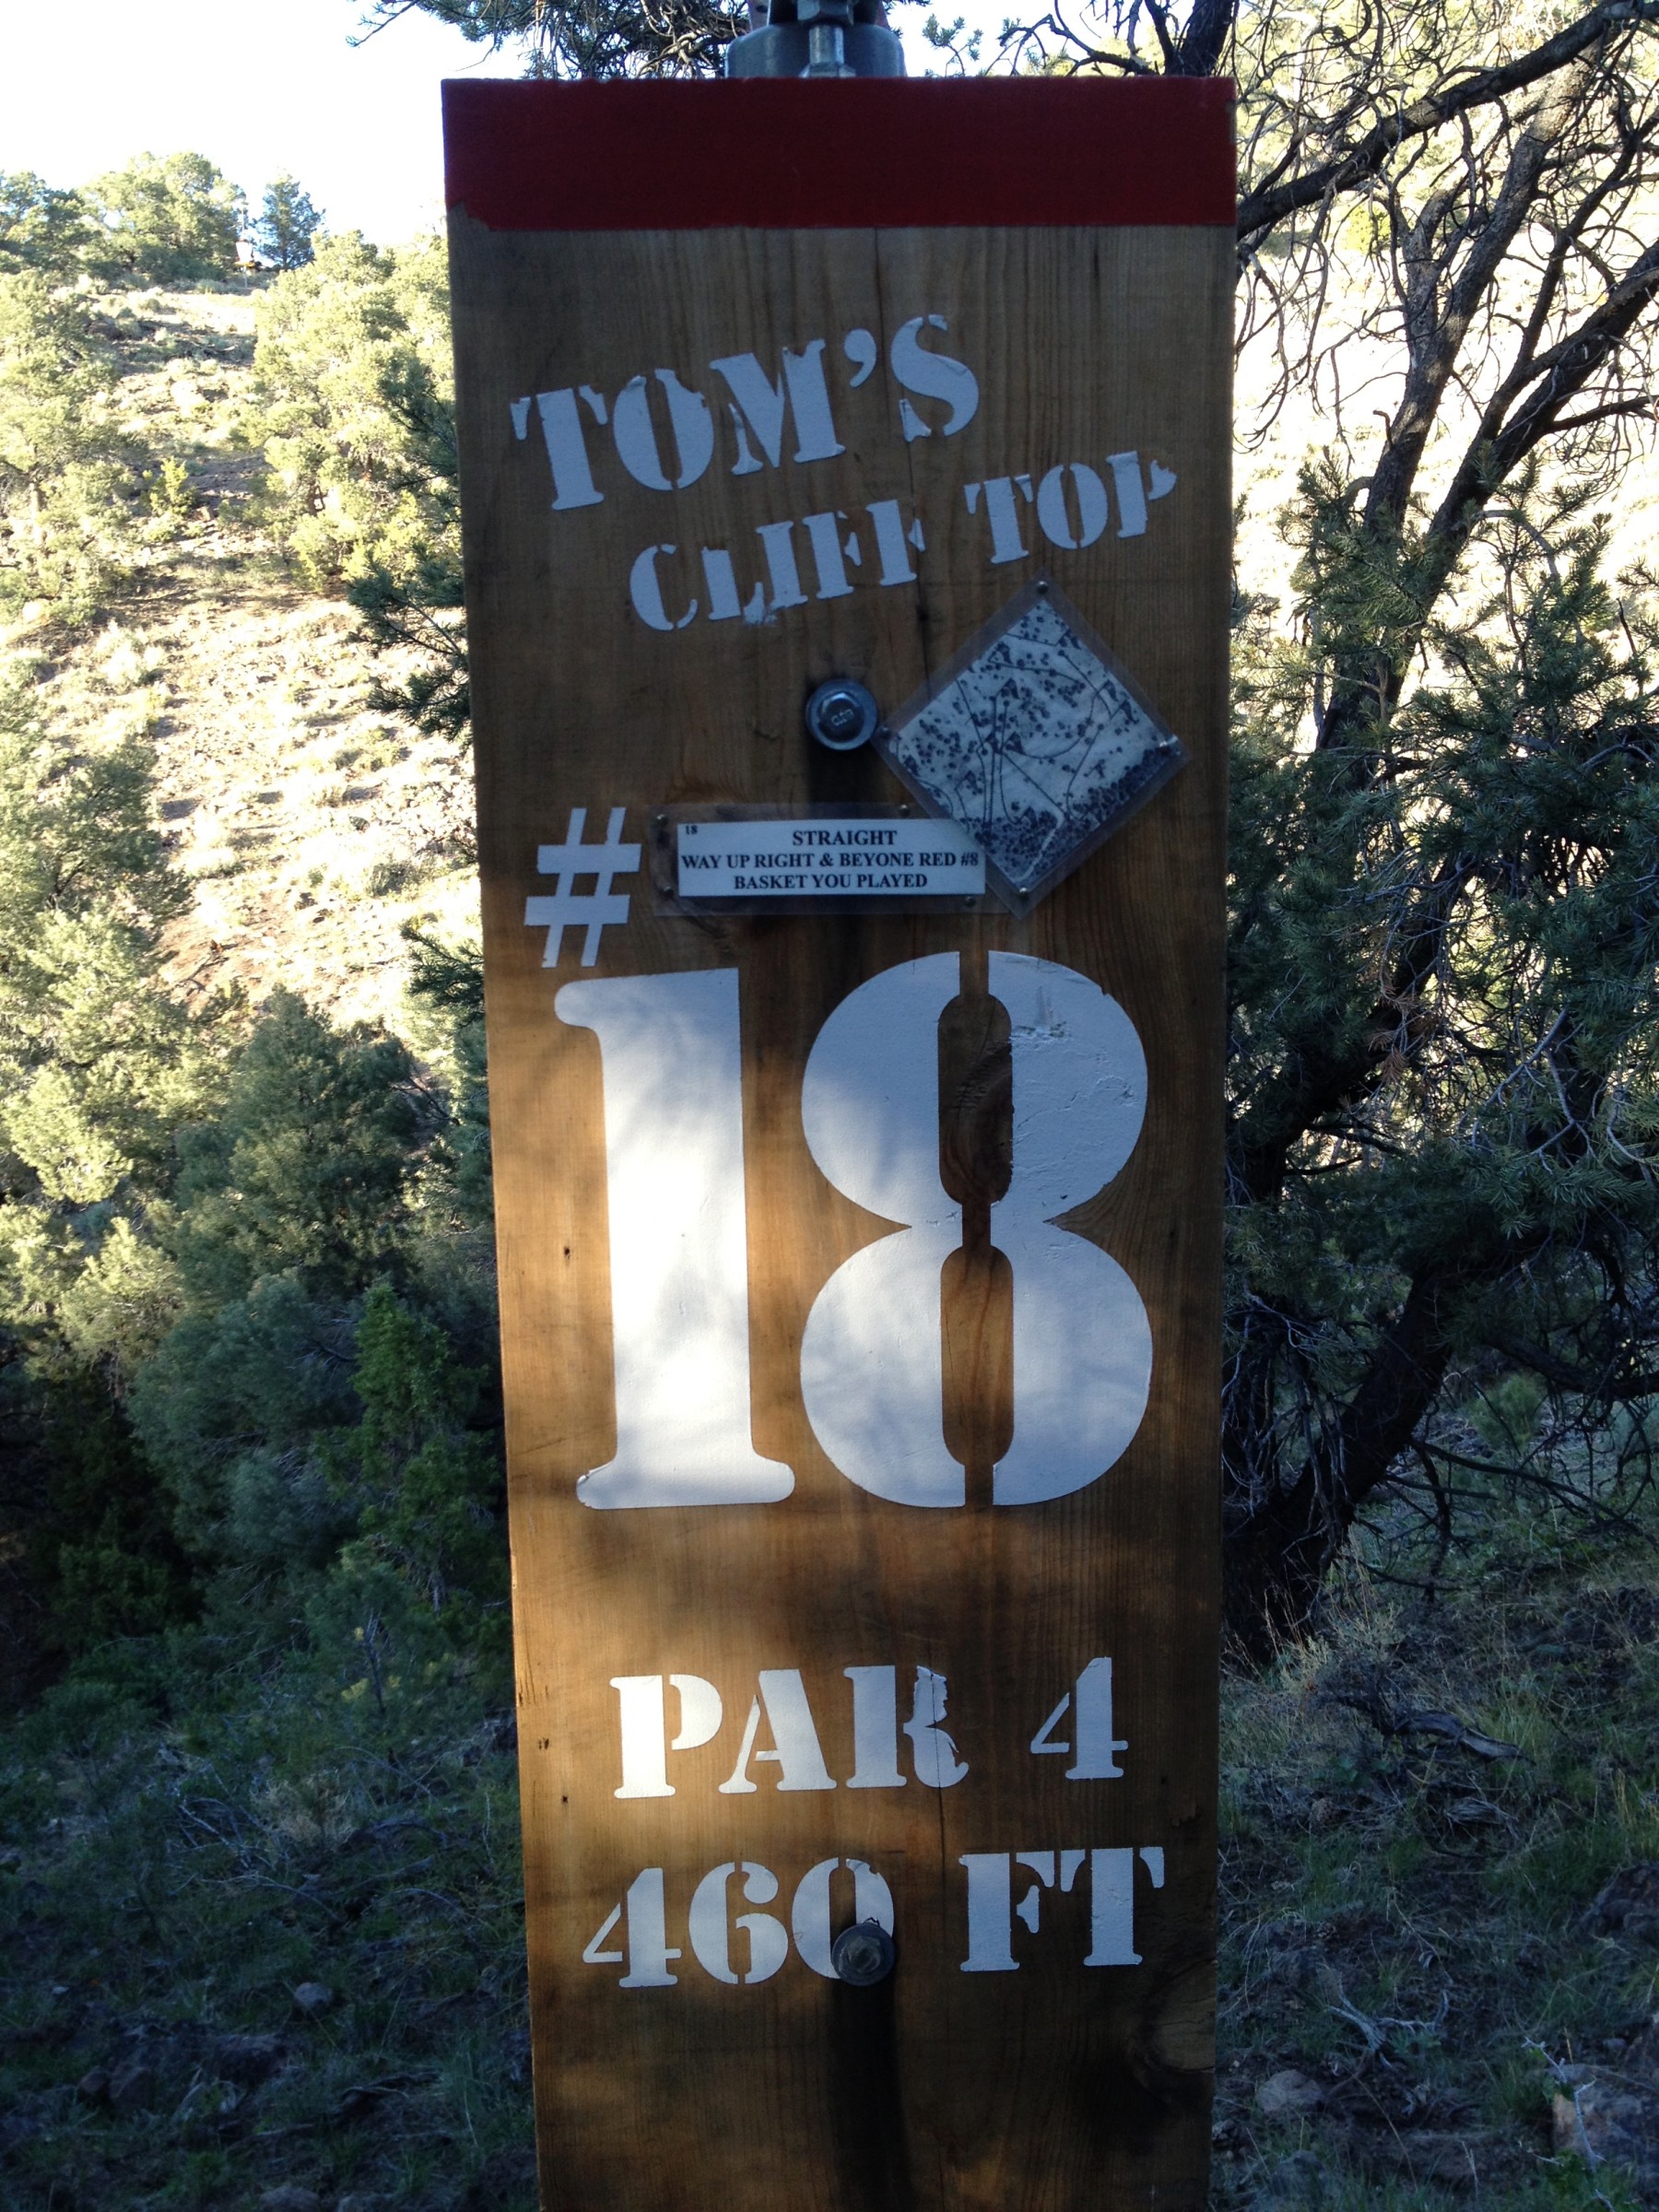 TOM'S
CLIFF TOP
#
18
STRAIGHT
WAY UP RIGHT & BEYONE RED #8
BASKET YOU PLAYED
18
PAR 4
460 FT